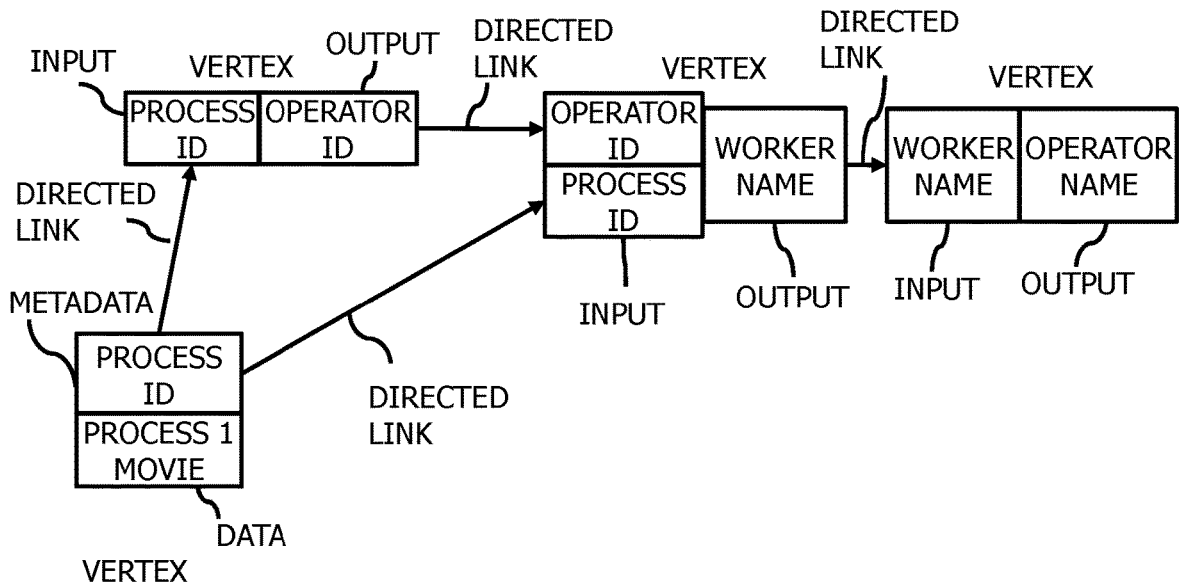 INPUT
VERTEX
OUTPUT
DIRECTED
LINK
VERTEX
DIRECTED
LINK
VERTEX
PROCESS
ID
OPERATOR
ID
OPERATOR
ID
PROCESS
ID
WORKER
NAME
WORKER
NAME
OPERATOR
NAME
DIRECTED
LINK
INPUT
OUTPUT
INPUT
OUTPUT
METADATA
PROCESS
ID
PROCESS 1
MOVIE
DIRECTED
LINK
DATA
VERTEX